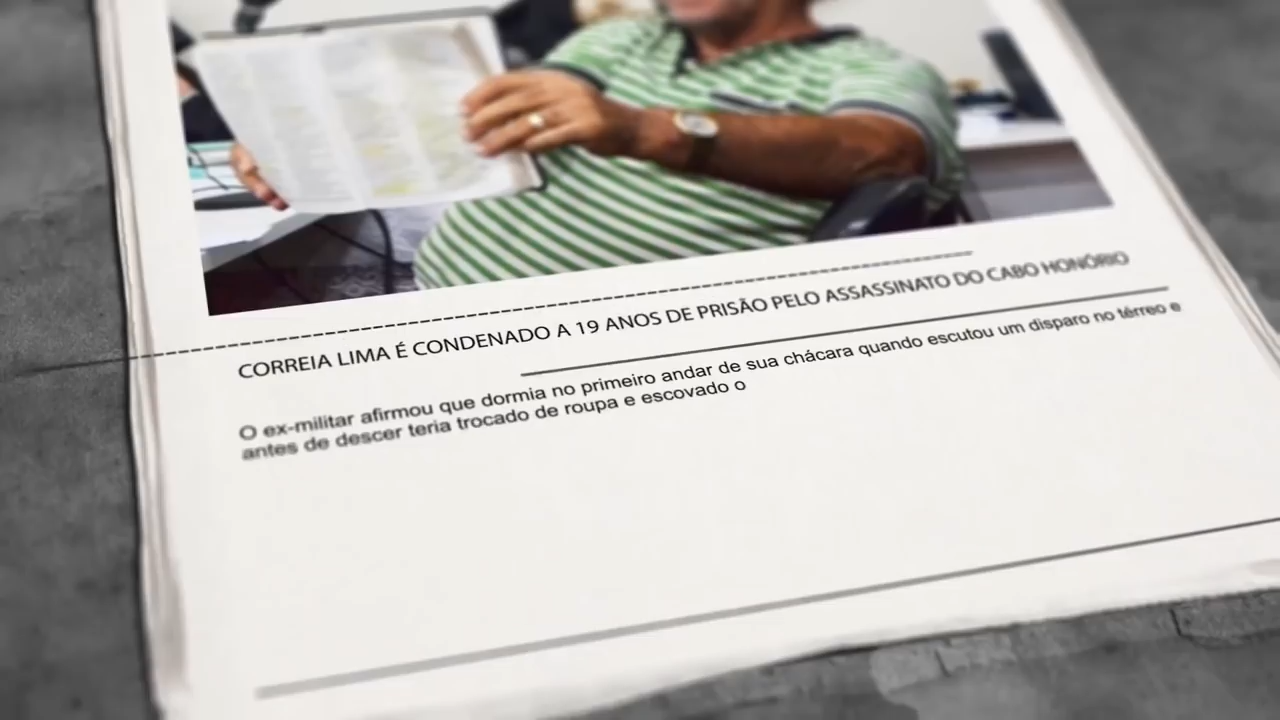 CORREIA LIMA É CONDENADO A 19 ANOS DE PRISÃO PELO ASSASSINATO DO CABO HONÓRIO
O ex-militar afirmou que dormia no primeiro andar de sua chácara quando escutou um disparo no térreo e
antes de descer teria trocado de roupa e escovado o